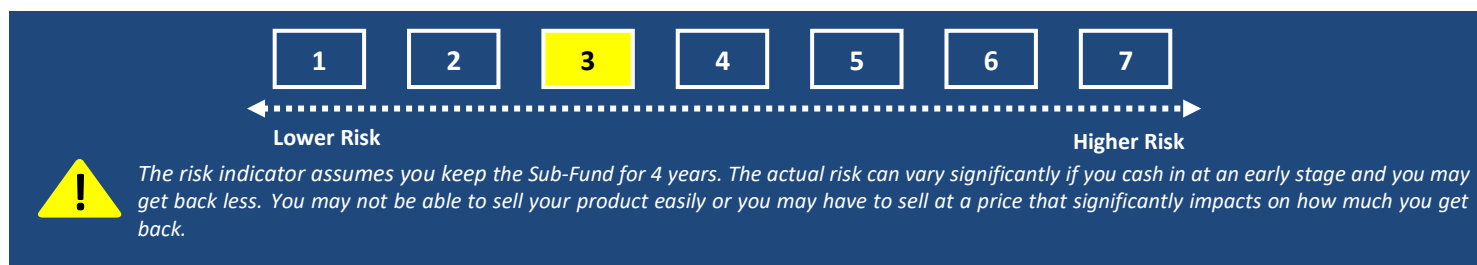 1 2 3 4 5 6 7
Lower Risk Higher Risk
! The risk indicator assumes you keep the Sub-Fund for 4 years. The actual risk can vary significantly if you cash in at an early stage and you may
get back less. You may not be able to sell your product easily or you may have to sell at a price that significantly impacts on how much you get
back.